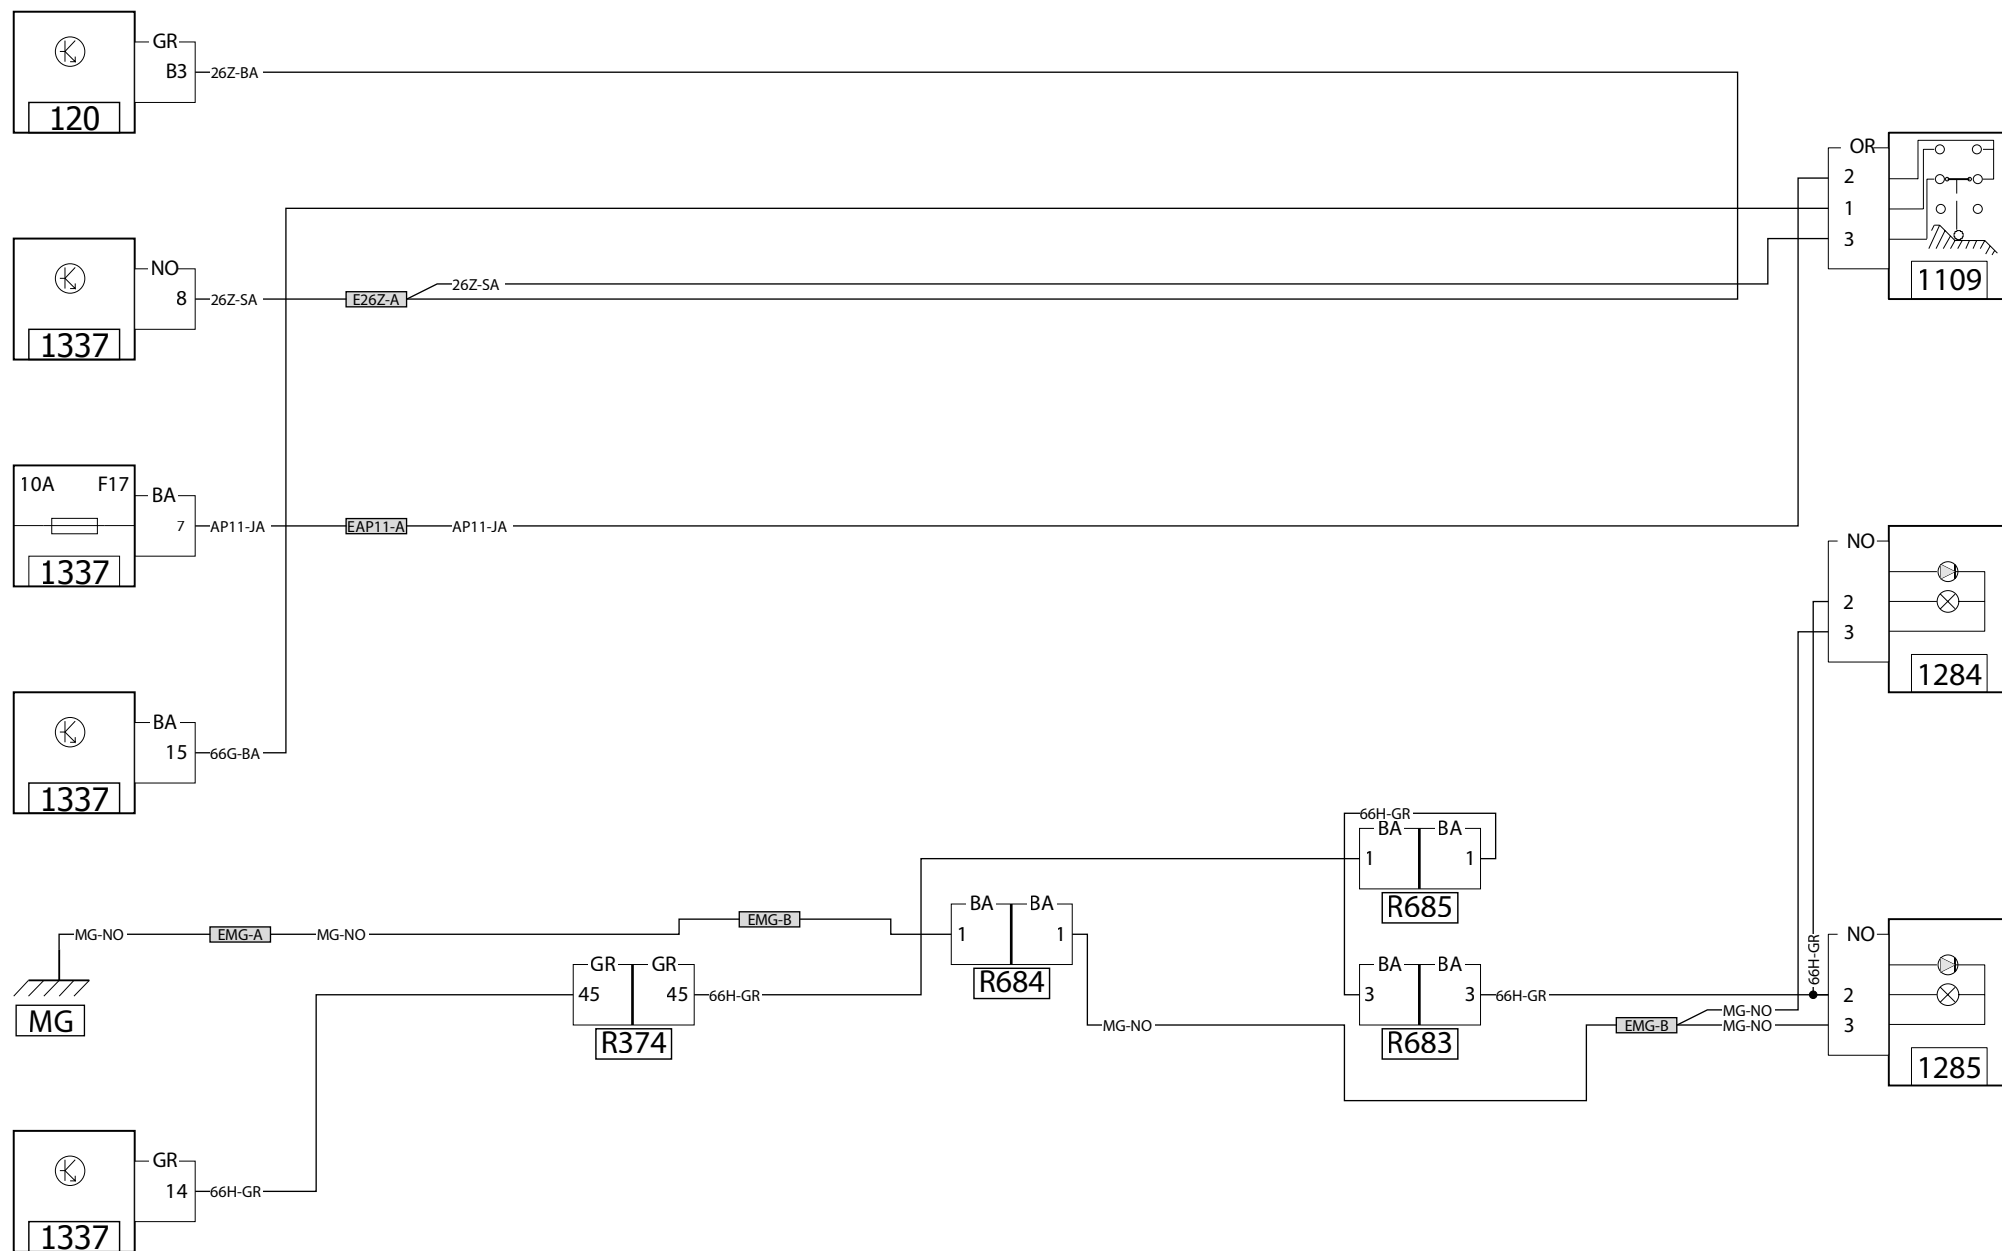 GR
B3
26Z-BA
120
OR
2
1
3
1109
NO
8
26Z-SA
E26Z-A
26Z-SA
1337
10A F17
BA
7
AP11-JA
EAP11-A
AP11-JA
1337
NO
2
3
1284
BA
15
66G-BA
1337
66H-GR
BA BA
1 1
R685
MG-NO
EMG-A
MG-NO
EMG-B
BA BA
1 1
R684
MG
GR GR
45 45
66H-GR
R374
MG-NO
BA BA
3 3
66H-GR
R683
66H-GR
EMG-B
MG-NO
MG-NO
NO
2
3
1285
GR
14
66H-GR
1337